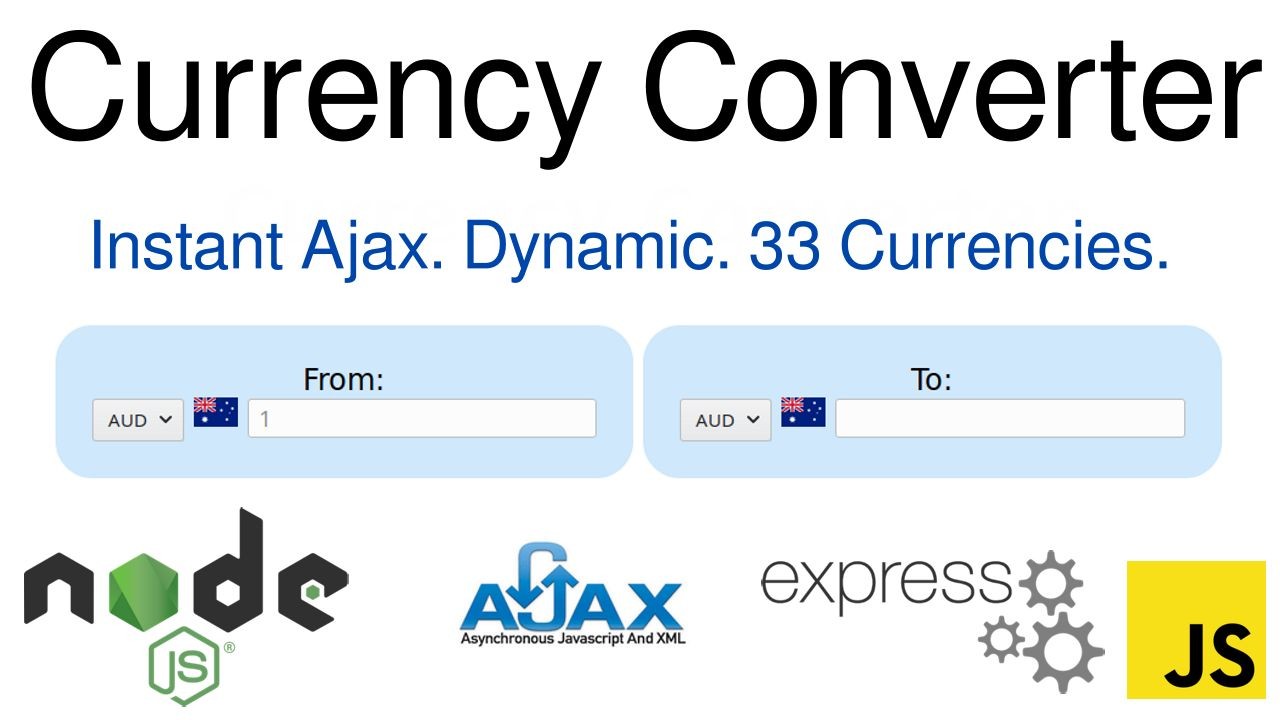 Currency Converter
Instant Ajax. Dynamic. 33 Currencies.
From:
AUD
1
To:
AUD
node
JS®
AJAX
Asynchronous Javascript And XML
express
JS